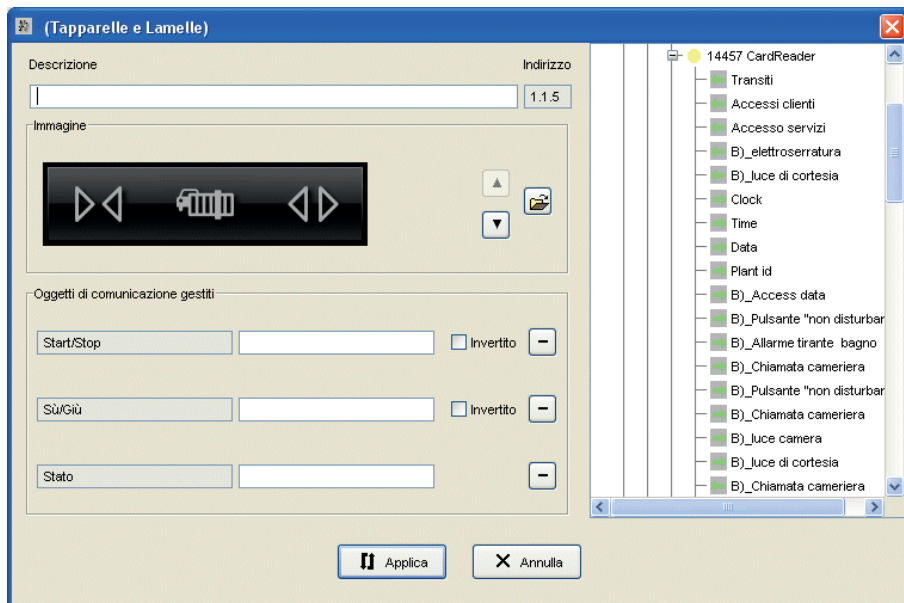 (Tapparelle e Lamelle)
Descrizione
Indirizzo
1.1.5
Immagine
Oggetti di comunicazione gestiti
Start/Stop
Invertito
Sù/Giù
Invertito
Stato
Applica
Annulla
14457 CardReader
Transiti
Accessi clienti
Accesso servizi
B)_elettroserratura
B)_luce di cortesia
Clock
Time
Data
Plant id
B)_Access data
B)_Pulsante "non disturbar
B)_Allarme tirante bagno
B)_Chiamata cameriera
B)_Pulsante "non disturbar
B)_Chiamata cameriera
B)_luce camera
B)_luce di cortesia
B)_Chiamata cameriera